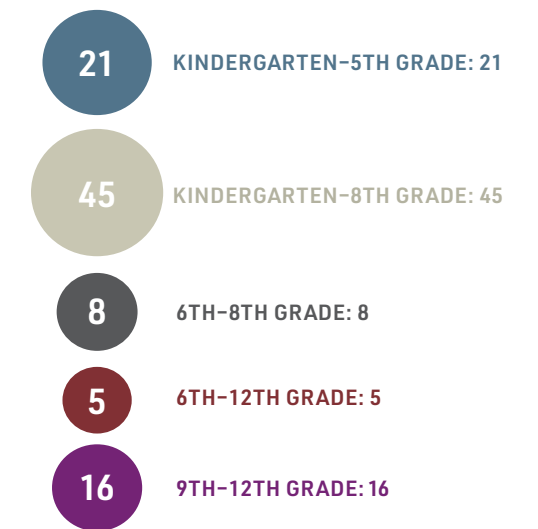 21 KINDERGARTEN–5TH GRADE: 21
45 KINDERGARTEN–8TH GRADE: 45
8 6TH–8TH GRADE: 8
5 6TH–12TH GRADE: 5
16 9TH–12TH GRADE: 16